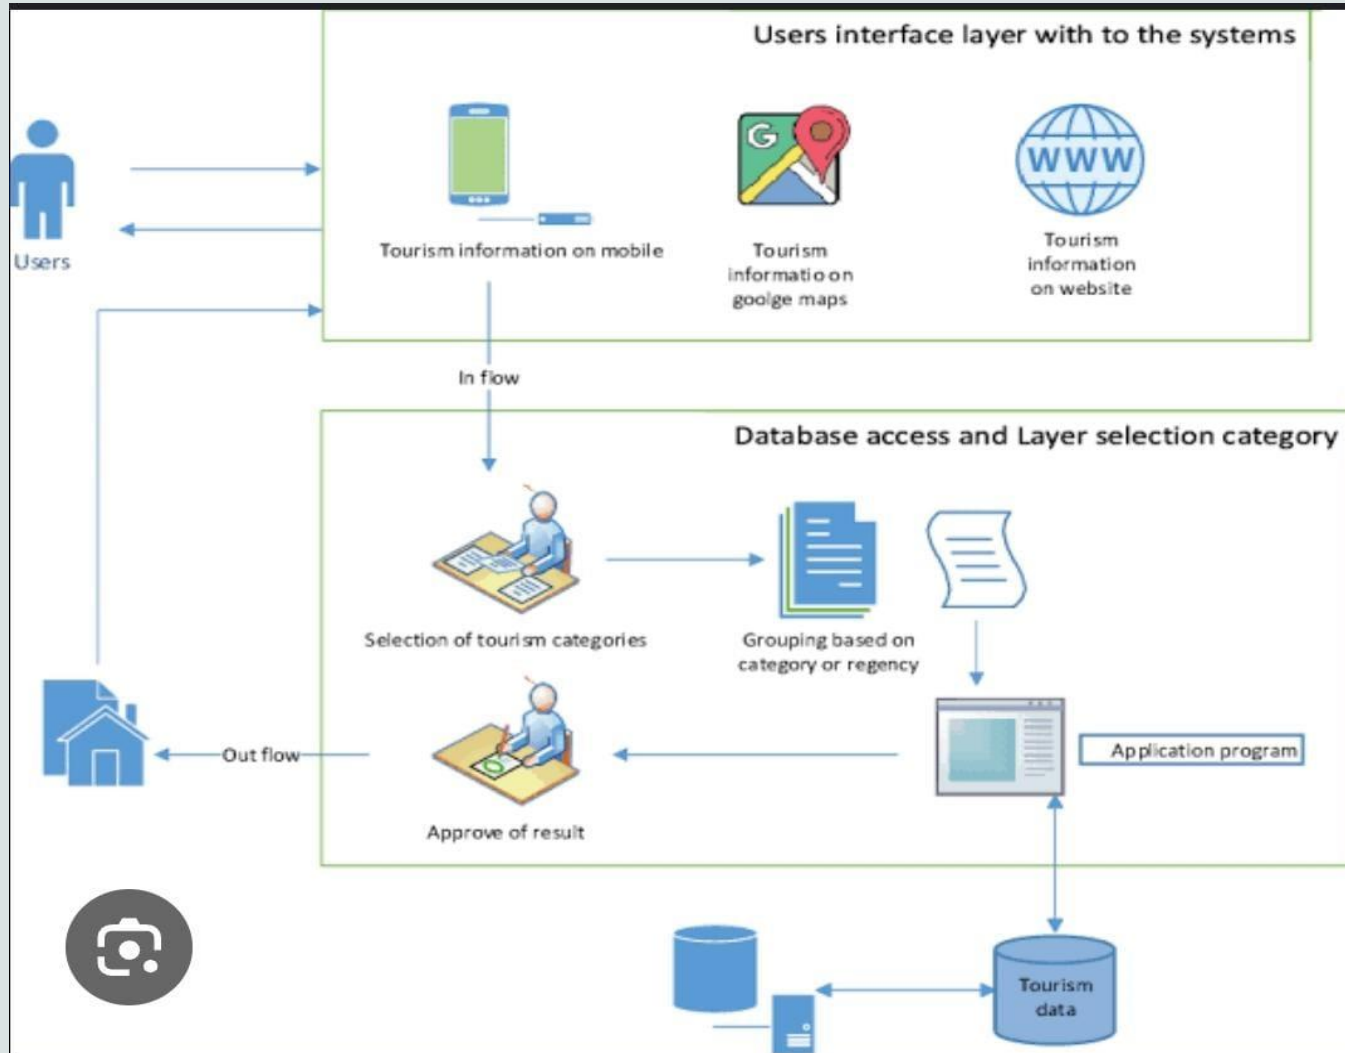 Users interface layer with to the systems
G
WWW
Users
Tourism information on mobile
Tourism
informatio on
goolge maps
Tourism
information
on website
In flow
Database access and Layer selection category
Selection of tourism categories
Grouping based on
category or regency
Out flow
Application program
Approve of result
Tourism
data